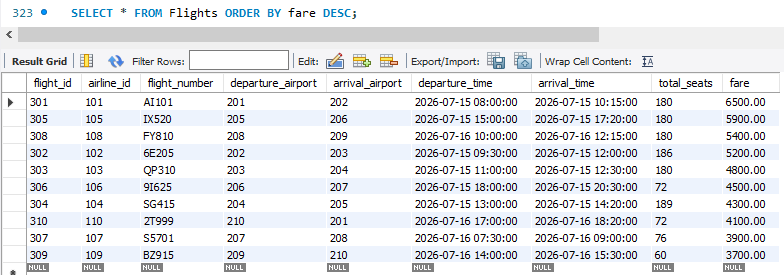 323 SELECT * FROM Flights ORDER BY fare DESC;
Result Grid Filter Rows: Edit: Export/Import: Wrap Cell Content: IA
flight_id airline_id flight_number departure_airport arrival_airport departure_time arrival_time total_seats fare
301 101 AI101 201 202 2026-07-15 08:00:00 2026-07-15 10:15:00 180 6500.00
305 105 IX520 205 206 2026-07-15 15:00:00 2026-07-15 17:20:00 180 5900.00
308 108 FY810 208 209 2026-07-16 10:00:00 2026-07-16 12:15:00 180 5400.00
302 102 6E205 202 203 2026-07-15 09:30:00 2026-07-15 12:00:00 186 5200.00
303 103 QP310 203 204 2026-07-15 11:00:00 2026-07-15 12:30:00 180 4800.00
306 106 9I625 206 207 2026-07-15 18:00:00 2026-07-15 20:30:00 72 4500.00
304 104 SG415 204 205 2026-07-15 13:00:00 2026-07-15 14:20:00 189 4300.00
310 110 2T999 210 201 2026-07-16 17:00:00 2026-07-16 18:20:00 72 4100.00
307 107 S5701 207 208 2026-07-16 07:30:00 2026-07-16 09:00:00 76 3900.00
309 109 BZ915 209 210 2026-07-16 14:00:00 2026-07-16 15:30:00 60 3700.00
NULL NULL NULL NULL NULL NULL NULL NULL NULL